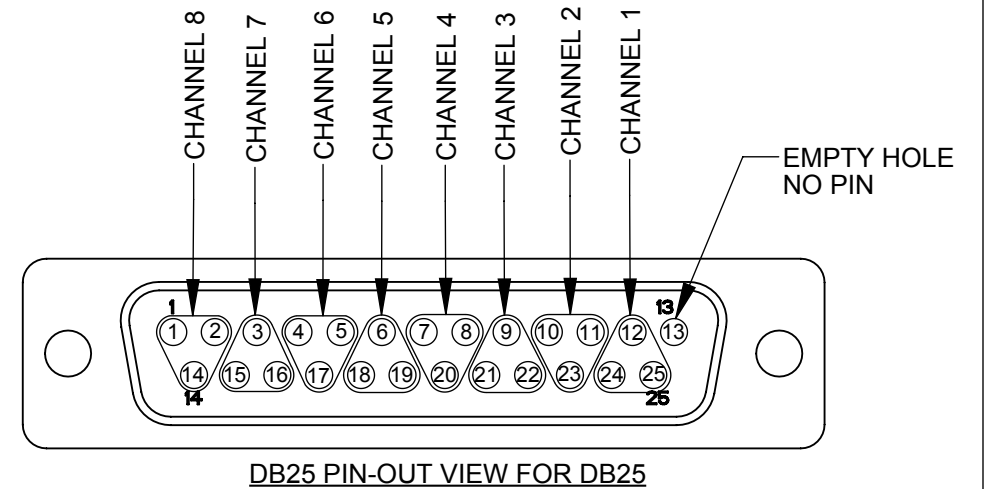 CHANNEL 8
CHANNEL 7
CHANNEL 6
CHANNEL 5
CHANNEL 4
CHANNEL 3
CHANNEL 2
CHANNEL 1
EMPTY HOLE
NO PIN
1 13
1 2 3 4 5 6 7 8 9 10 11 12 13
14 15 16 17 18 19 20 21 22 23 24 25
14 25
DB25 PIN-OUT VIEW FOR DB25